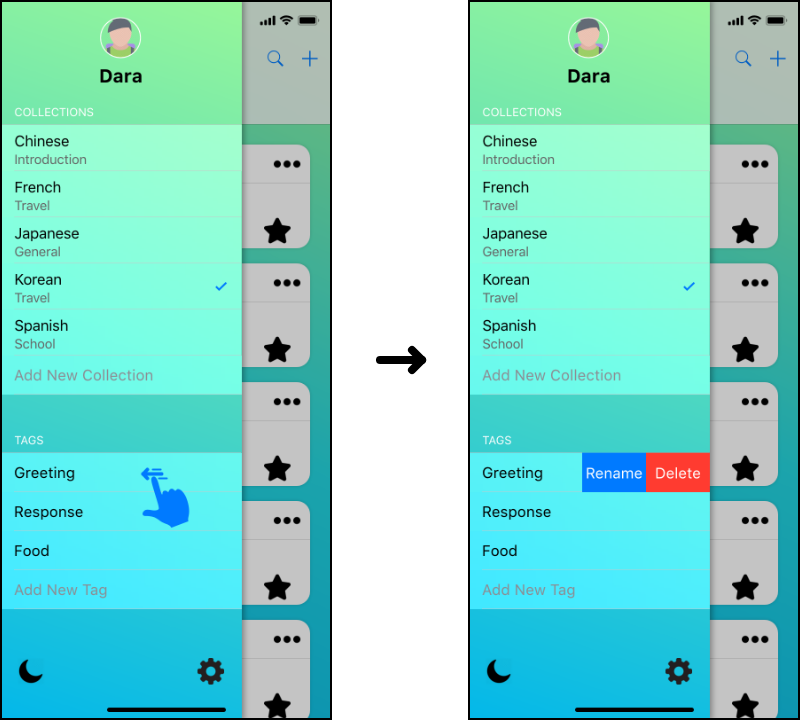 Dara
COLLECTIONS
Chinese
Introduction
French
Travel
Japanese
General
Korean
Travel
Spanish
School
Add New Collection
TAGS
Greeting
Response
Food
Add New Tag
Dara
COLLECTIONS
Chinese
Introduction
French
Travel
Japanese
General
Korean
Travel
Spanish
School
Add New Collection
TAGS
Greeting Rename Delete
Response
Food
Add New Tag